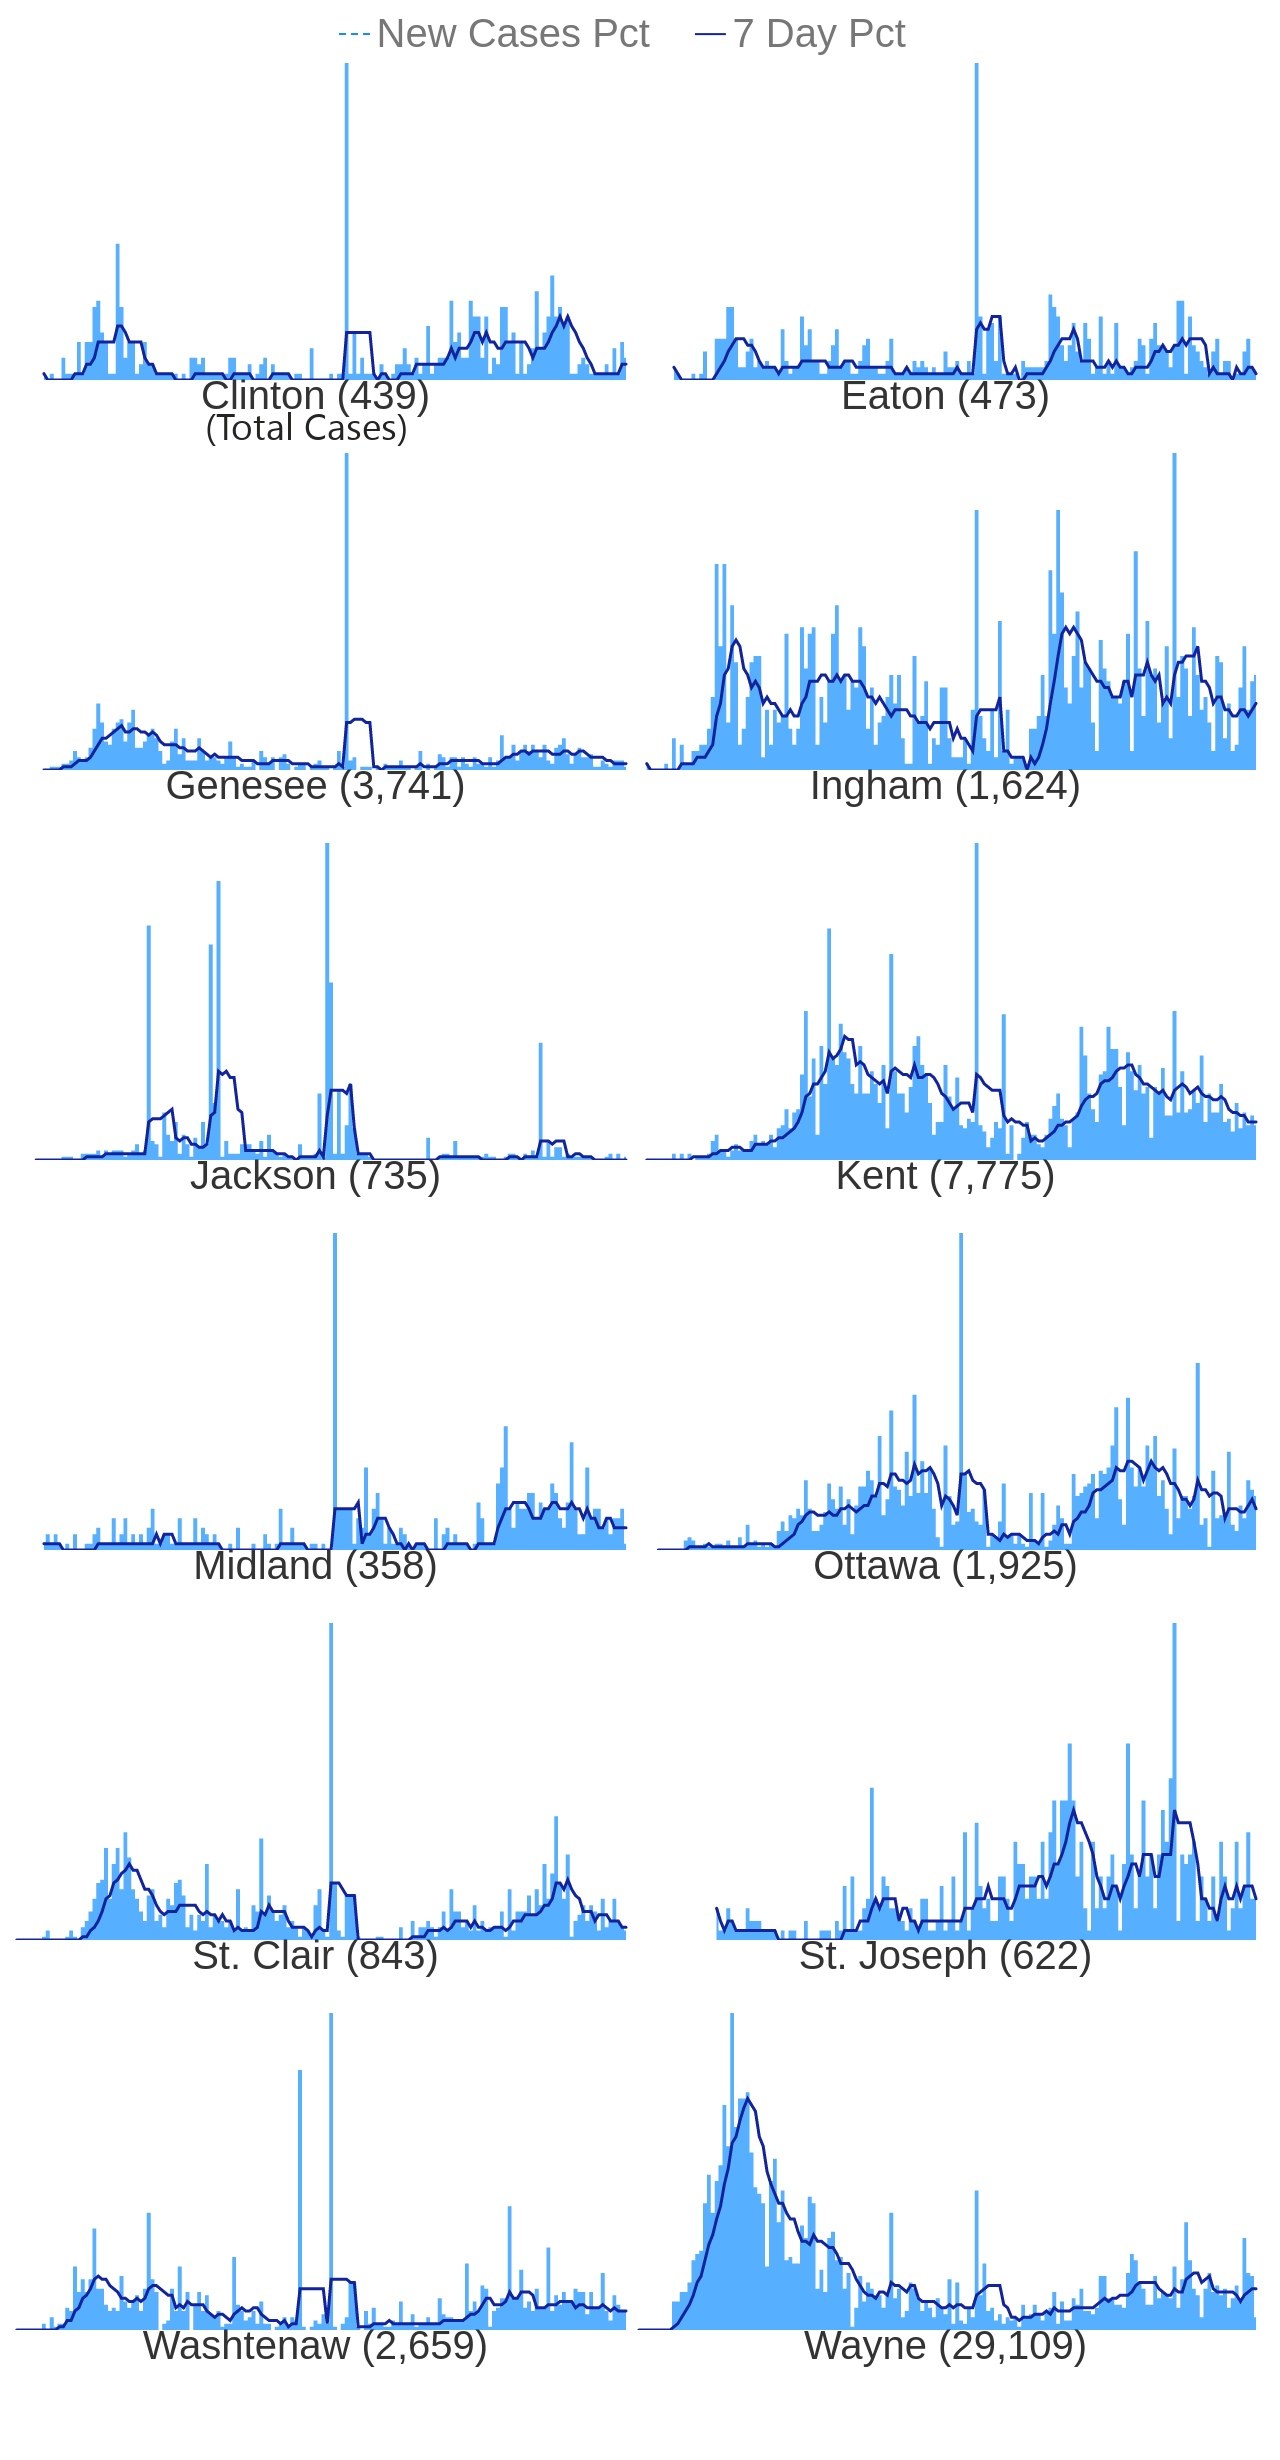 New Cases Pct 7 Day Pct
Clinton (439) Eaton (473)
(Total Cases)
Genesee (3,741) Ingham (1,624)
Jackson (735) Kent (7,775)
Midland (358) Ottawa (1,925)
St. Clair (843) St. Joseph (622)
Washtenaw (2,659) Wayne (29,109)